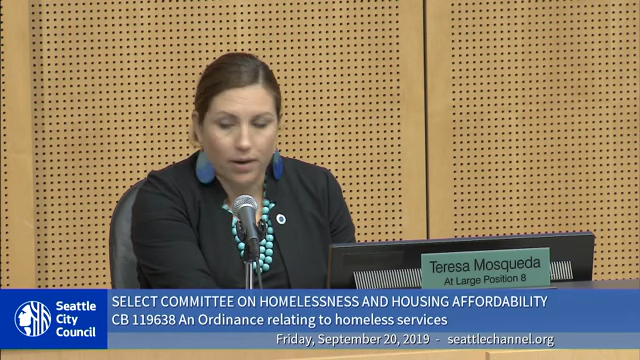 Teresa Mosqueda
At Large Position 8
Seattle
City
Council
SELECT COMMITTEE ON HOMELESSNESS AND HOUSING AFFORDABILITY
CB 119638 An Ordinance relating to homeless services
Friday, September 20, 2019 - seattlechannel.org